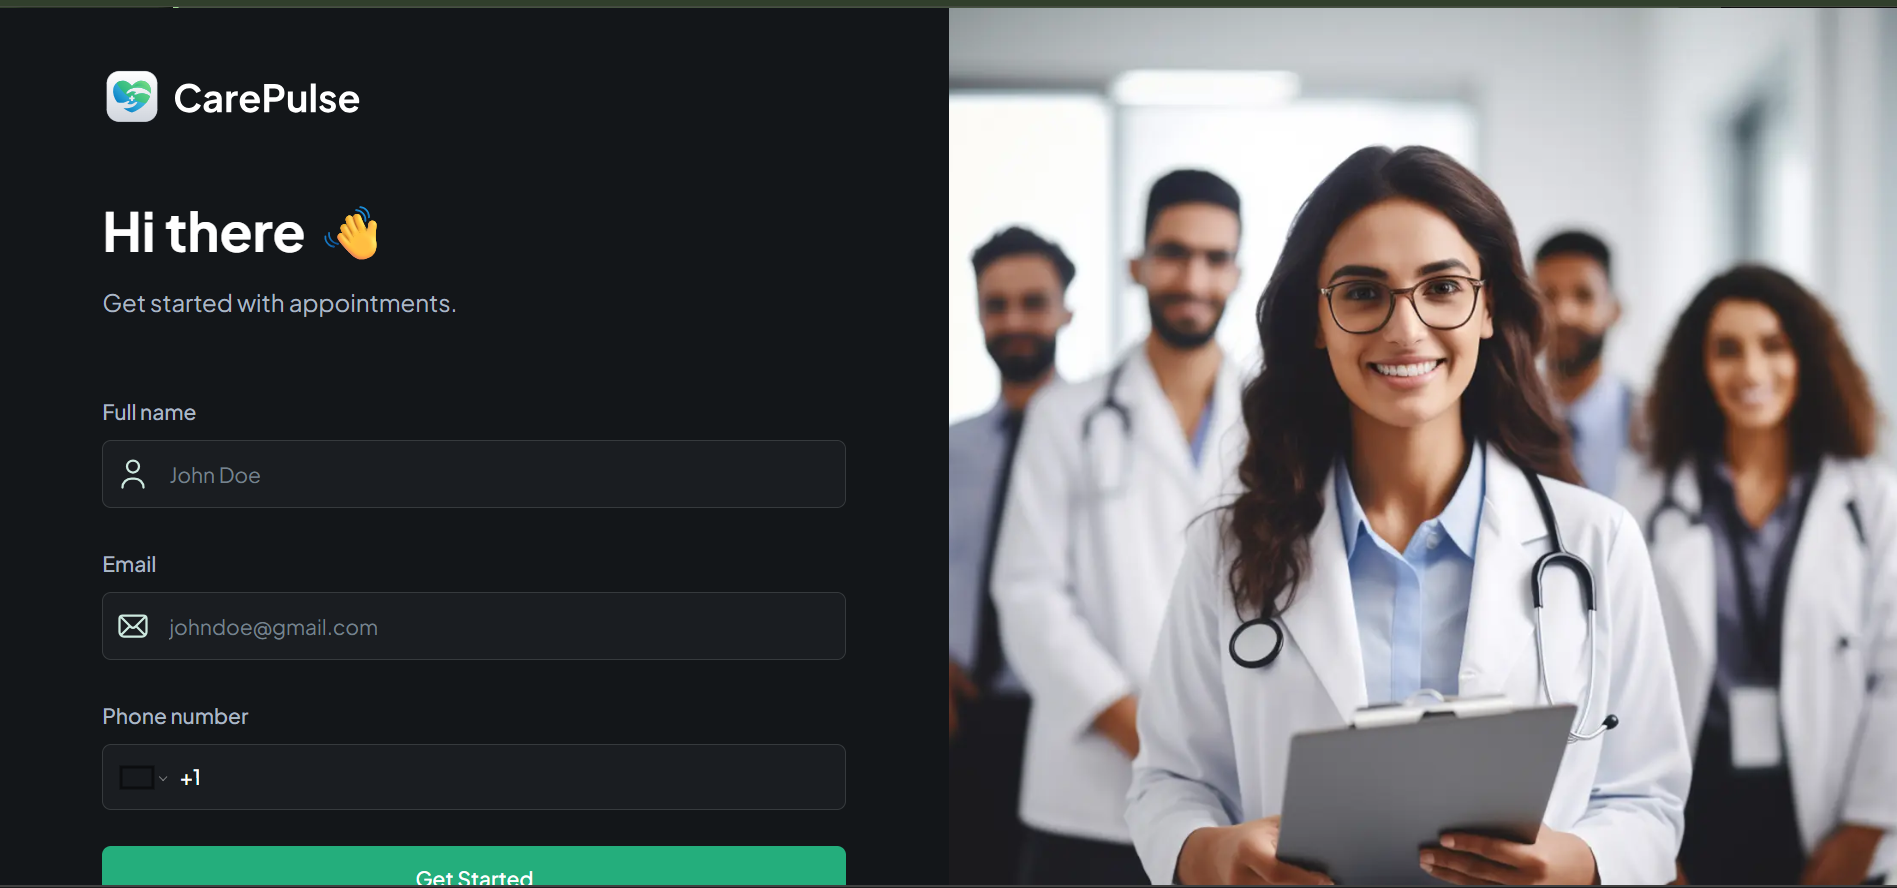 CarePulse
Hi there 👋
Get started with appointments.
Full name
John Doe
Email
johndoe@gmail.com
Phone number
+1
Get Started